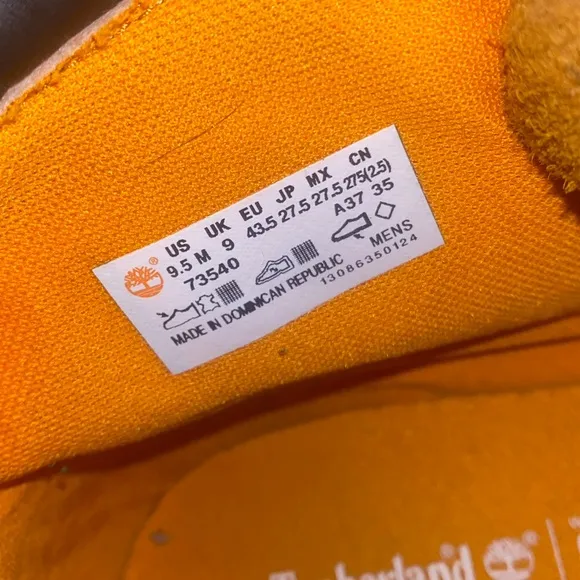 US UK EU JP MX CN
9.5 M 9 43.5 27.5 27.5 275(2.5)
73540 A37 35
MENS
MADE IN DOMINICAN REPUBLIC
13086350124